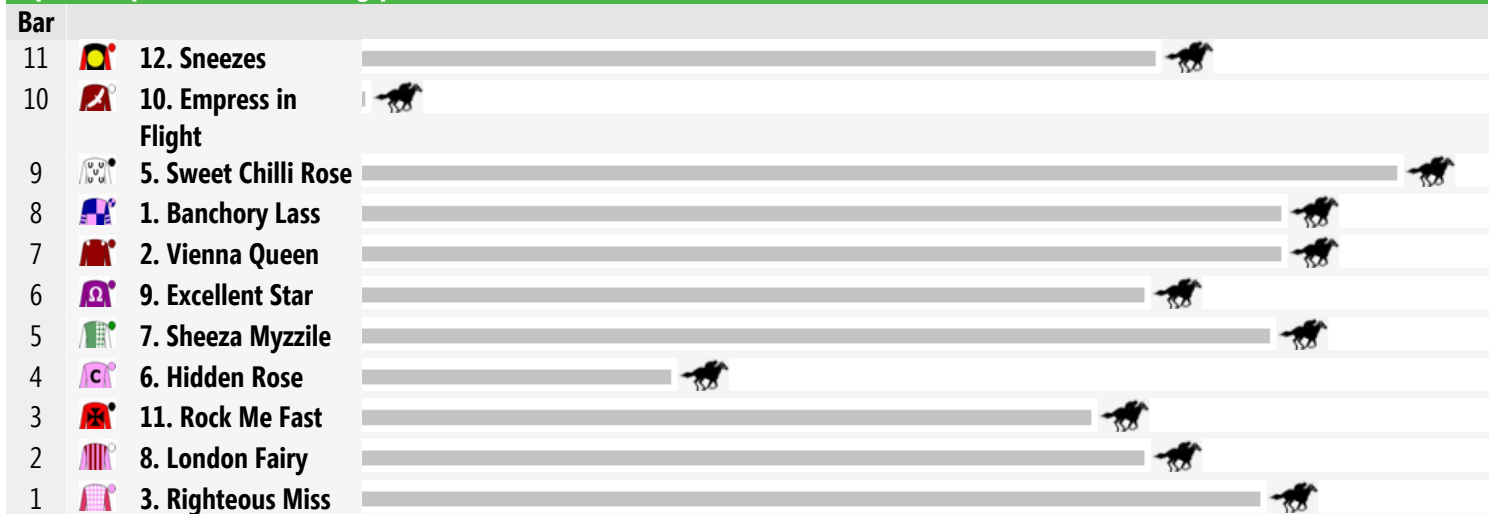 Bar
11 12. Sneezes
10 10. Empress in
Flight
9 5. Sweet Chilli Rose
8 1. Banchory Lass
7 2. Vienna Queen
6 Ω 9. Excellent Star
5 7. Sheeza Myzzile
4 C 6. Hidden Rose
3 11. Rock Me Fast
2 8. London Fairy
1 3. Righteous Miss